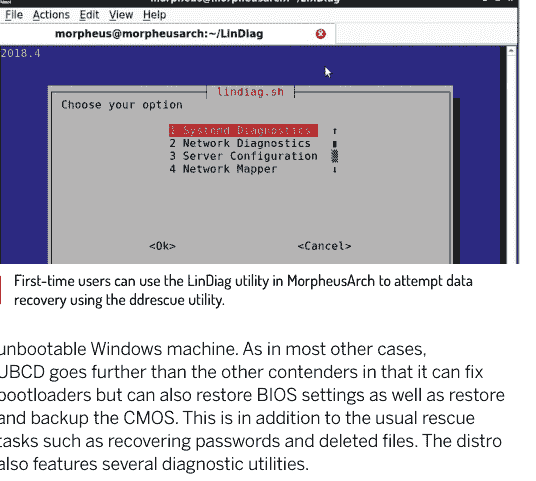 File Actions Edit View Help
morpheus@morpheusarch:~/LinDiag
2018.4
lindiag.sh
Choose your option
1 Systemd Diagnostics
2 Network Diagnostics
3 Server Configuration
4 Network Mapper
<Ok> <Cancel>
First-time users can use the LinDiag utility in MorpheusArch to attempt data
recovery using the ddrescue utility.
unbootable Windows machine. As in most other cases,
UBCD goes further than the other contenders in that it can fix
bootloaders but can also restore BIOS settings as well as restore
and backup the CMOS. This is in addition to the usual rescue
tasks such as recovering passwords and deleted files. The distro
also features several diagnostic utilities.